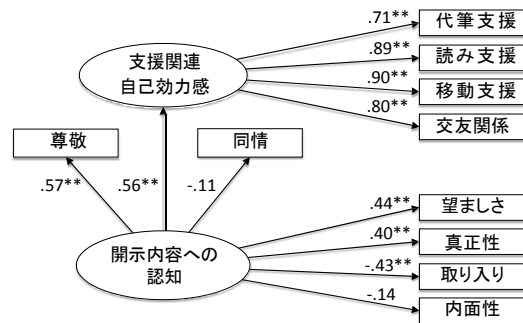 .71**
代筆支援
支援関連
自己効力感
.89**
読み支援
.90**
移動支援
.80**
交友関係
尊敬
同情
.57**
.56**
-.11
.44**
望ましさ
開示内容への
認知
.40**
真正性
-.43**
取り入り
-.14
内面性